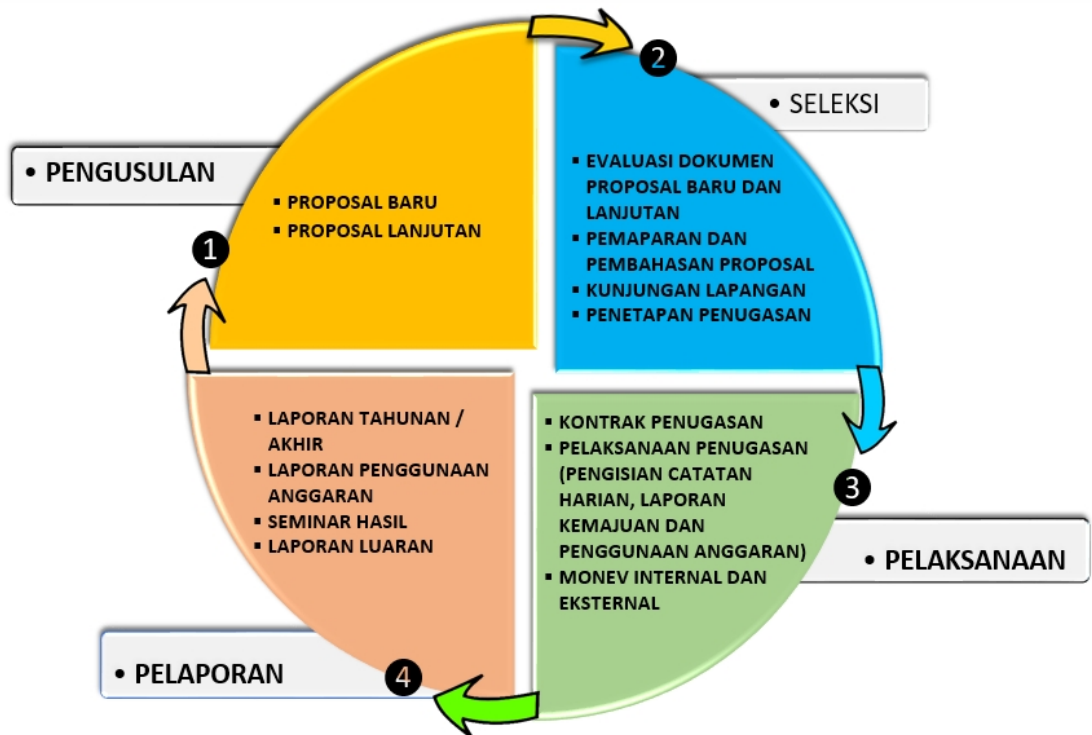 1
• PENGUSULAN
▪ PROPOSAL BARU
▪ PROPOSAL LANJUTAN
2
• SELEKSI
▪ EVALUASI DOKUMEN
PROPOSAL BARU DAN
LANJUTAN
▪ PEMAPARAN DAN
PEMBAHASAN PROPOSAL
▪ KUNJUNGAN LAPANGAN
▪ PENETAPAN PENUGASAN
3
• PELAKSANAAN
▪ KONTRAK PENUGASAN
▪ PELAKSANAAN PENUGASAN
(PENGISIAN CATATAN
HARIAN, LAPORAN
KEMAJUAN DAN
PENGGUNAAN ANGGARAN)
▪ MONEV INTERNAL DAN
EKSTERNAL
4
• PELAPORAN
▪ LAPORAN TAHUNAN /
AKHIR
▪ LAPORAN PENGGUNAAN
ANGGARAN
▪ SEMINAR HASIL
▪ LAPORAN LUARAN